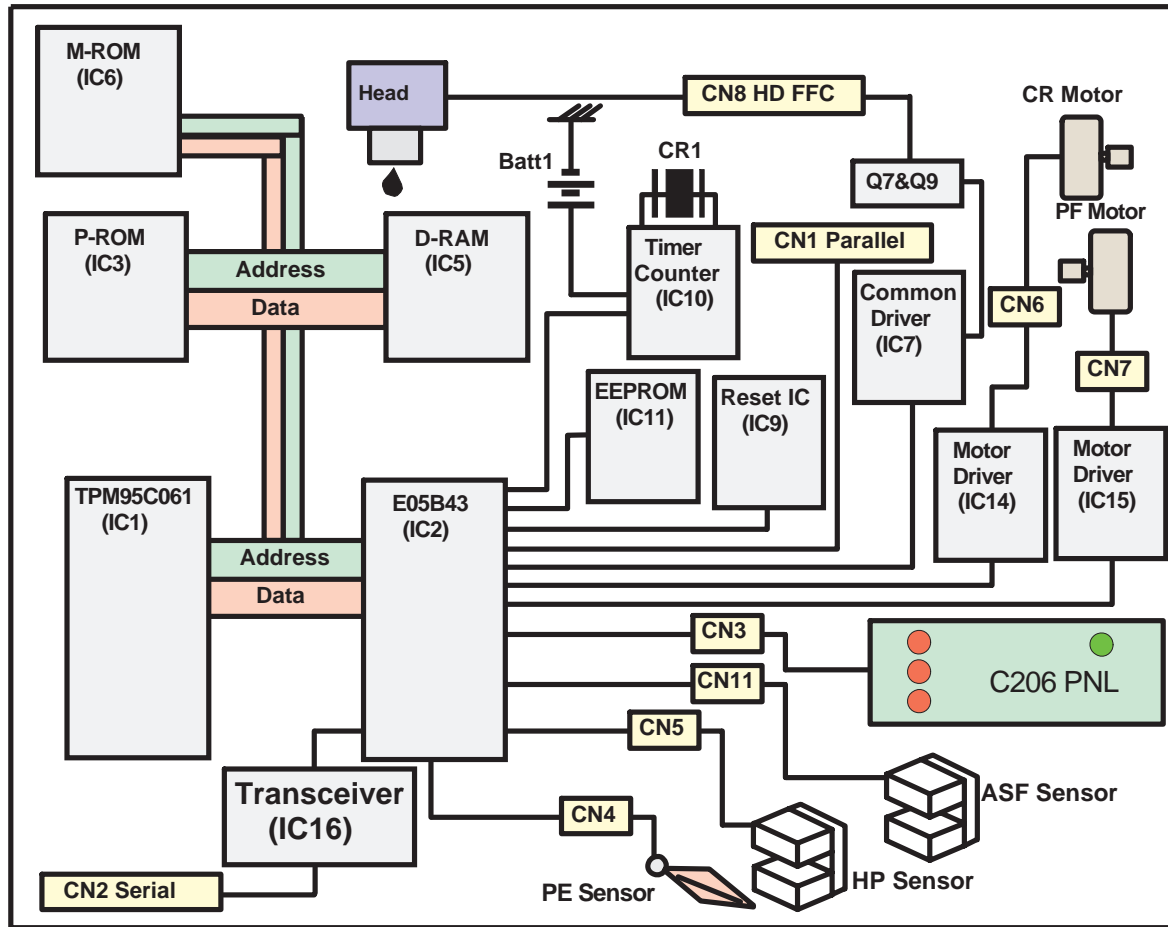 M-ROM
(IC6)
Head
CN8 HD FFC
CR Motor
Batt1
CR1
Q7&Q9
PF Motor
P-ROM
(IC3)
D-RAM
(IC5)
Address
Data
Timer
Counter
(IC10)
CN1 Parallel
Common
Driver
(IC7)
CN6
CN7
EEPROM
(IC11)
Reset IC
(IC9)
Motor
Driver
(IC14)
Motor
Driver
(IC15)
TPM95C061
(IC1)
E05B43
(IC2)
Address
Data
CN3
C206 PNL
CN11
CN5
Transceiver
(IC16)
CN4
ASF Sensor
CN2 Serial
PE Sensor
HP Sensor